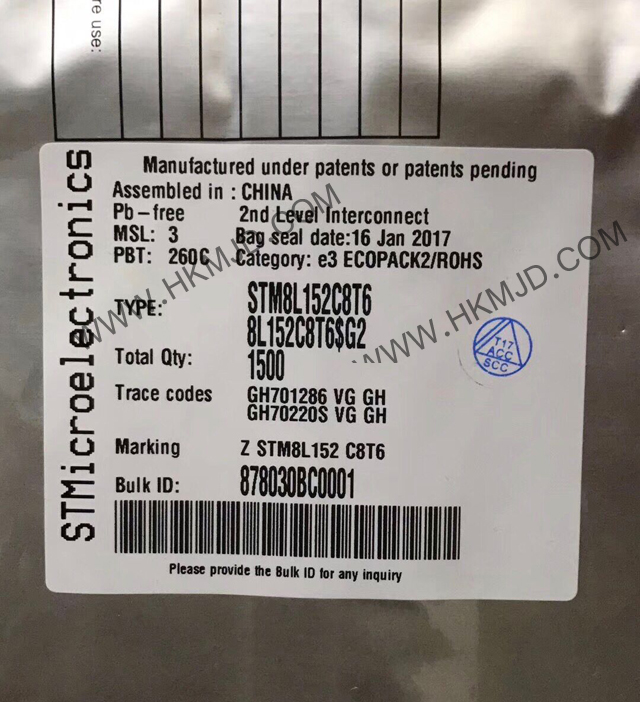 re use:
STMicroelectronics
Manufactured under patents or patents pending
Assembled in : CHINA
Pb-free 2nd Level Interconnect
MSL: 3 Bag seal date:16 Jan 2017
PBT: 260C Category: e3 ECOPACK2/ROHS
TYPE: STM8L152C8T6
8L152C8T6$G2
Total Qty: 1500
Trace codes GH701286 VG GH
GH70220S VG GH
Marking Z STM8L152 C8T6
Bulk ID: 878030BC0001
Please provide the Bulk ID for any inquiry
T17
ACC
SCC
WWW.HKMJD.COM
WWW.HKMJD.COM